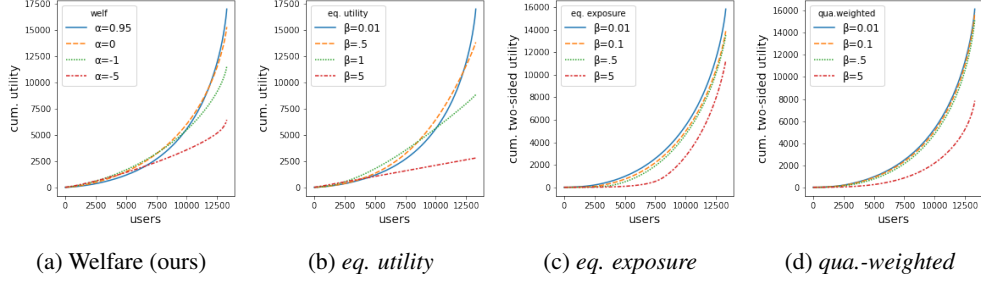 welf
α=0.95
α=0
α=-1
α=-5
17500
15000
12500
10000
7500
5000
2500
0
cum. utility
0 2500 5000 7500 10000 12500
users
(a) Welfare (ours)
eq. utility
β=0.01
β=.5
β=1
β=5
17500
15000
12500
10000
7500
5000
2500
0
cum. utility
0 2500 5000 7500 10000 12500
users
(b) eq. utility
eq. exposure
β=0.01
β=0.1
β=.5
β=5
16000
14000
12000
10000
8000
6000
4000
2000
0
cum. two-sided utility
0 2500 5000 7500 10000 12500
users
(c) eq. exposure
qua.weighted
β=0.01
β=0.1
β=.5
β=5
16000
14000
12000
10000
8000
6000
4000
2000
0
cum. two-sided utility
0 2500 5000 7500 10000 12500
users
(d) qua.-weighted